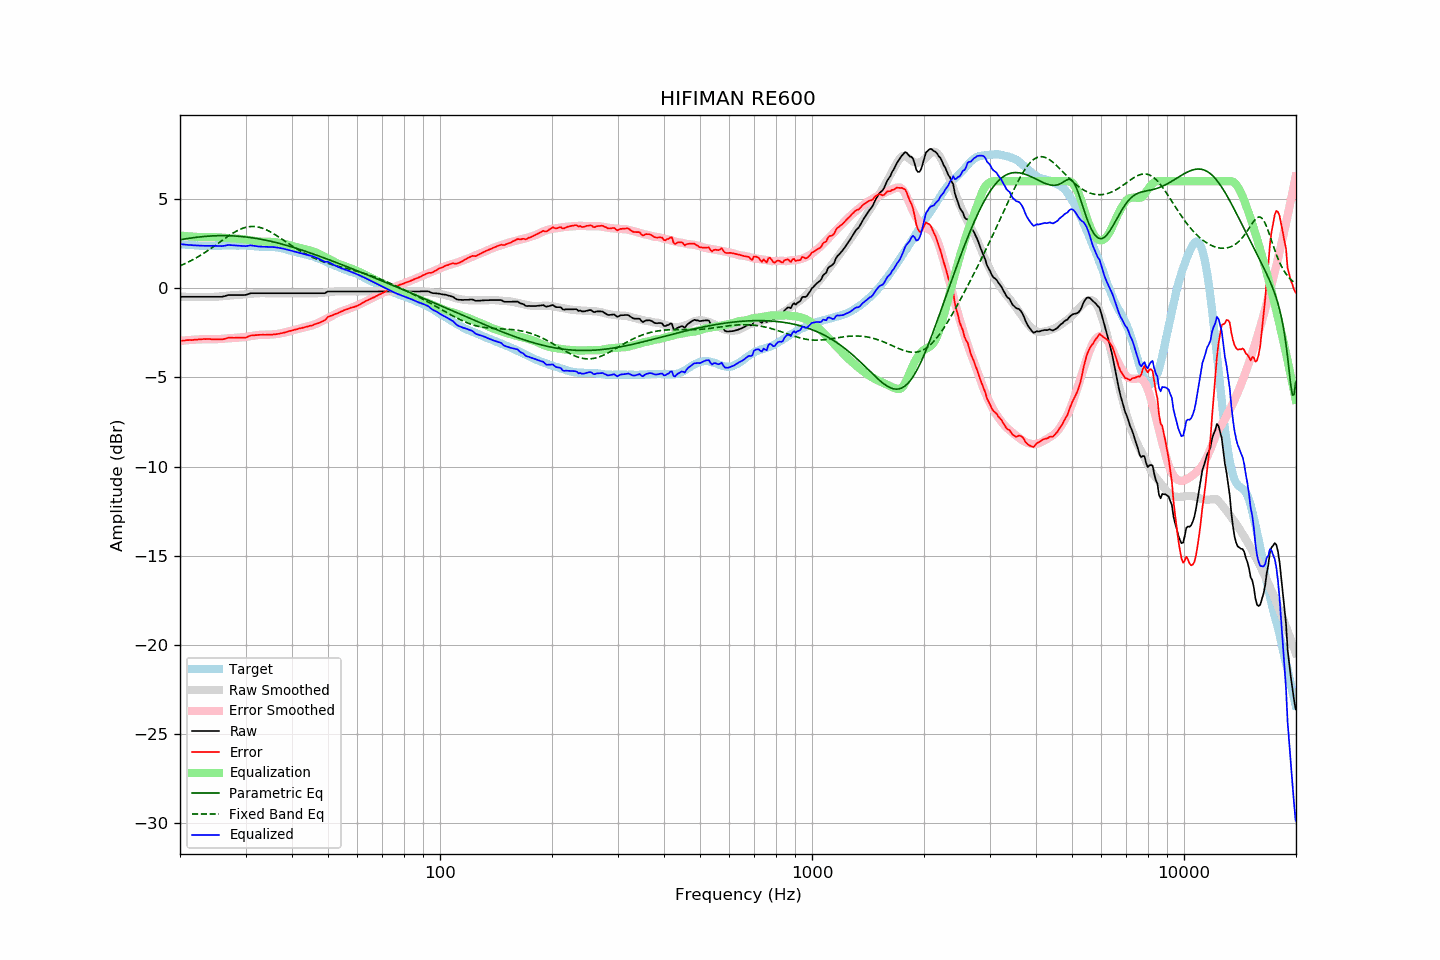 HIFIMAN RE600
Amplitude (dBr)
5
0
−5
−10
−15
−20
−25
−30
Target
Raw Smoothed
Error Smoothed
Raw
Error
Equalization
Parametric Eq
Fixed Band Eq
Equalized
100
1000
10000
Frequency (Hz)